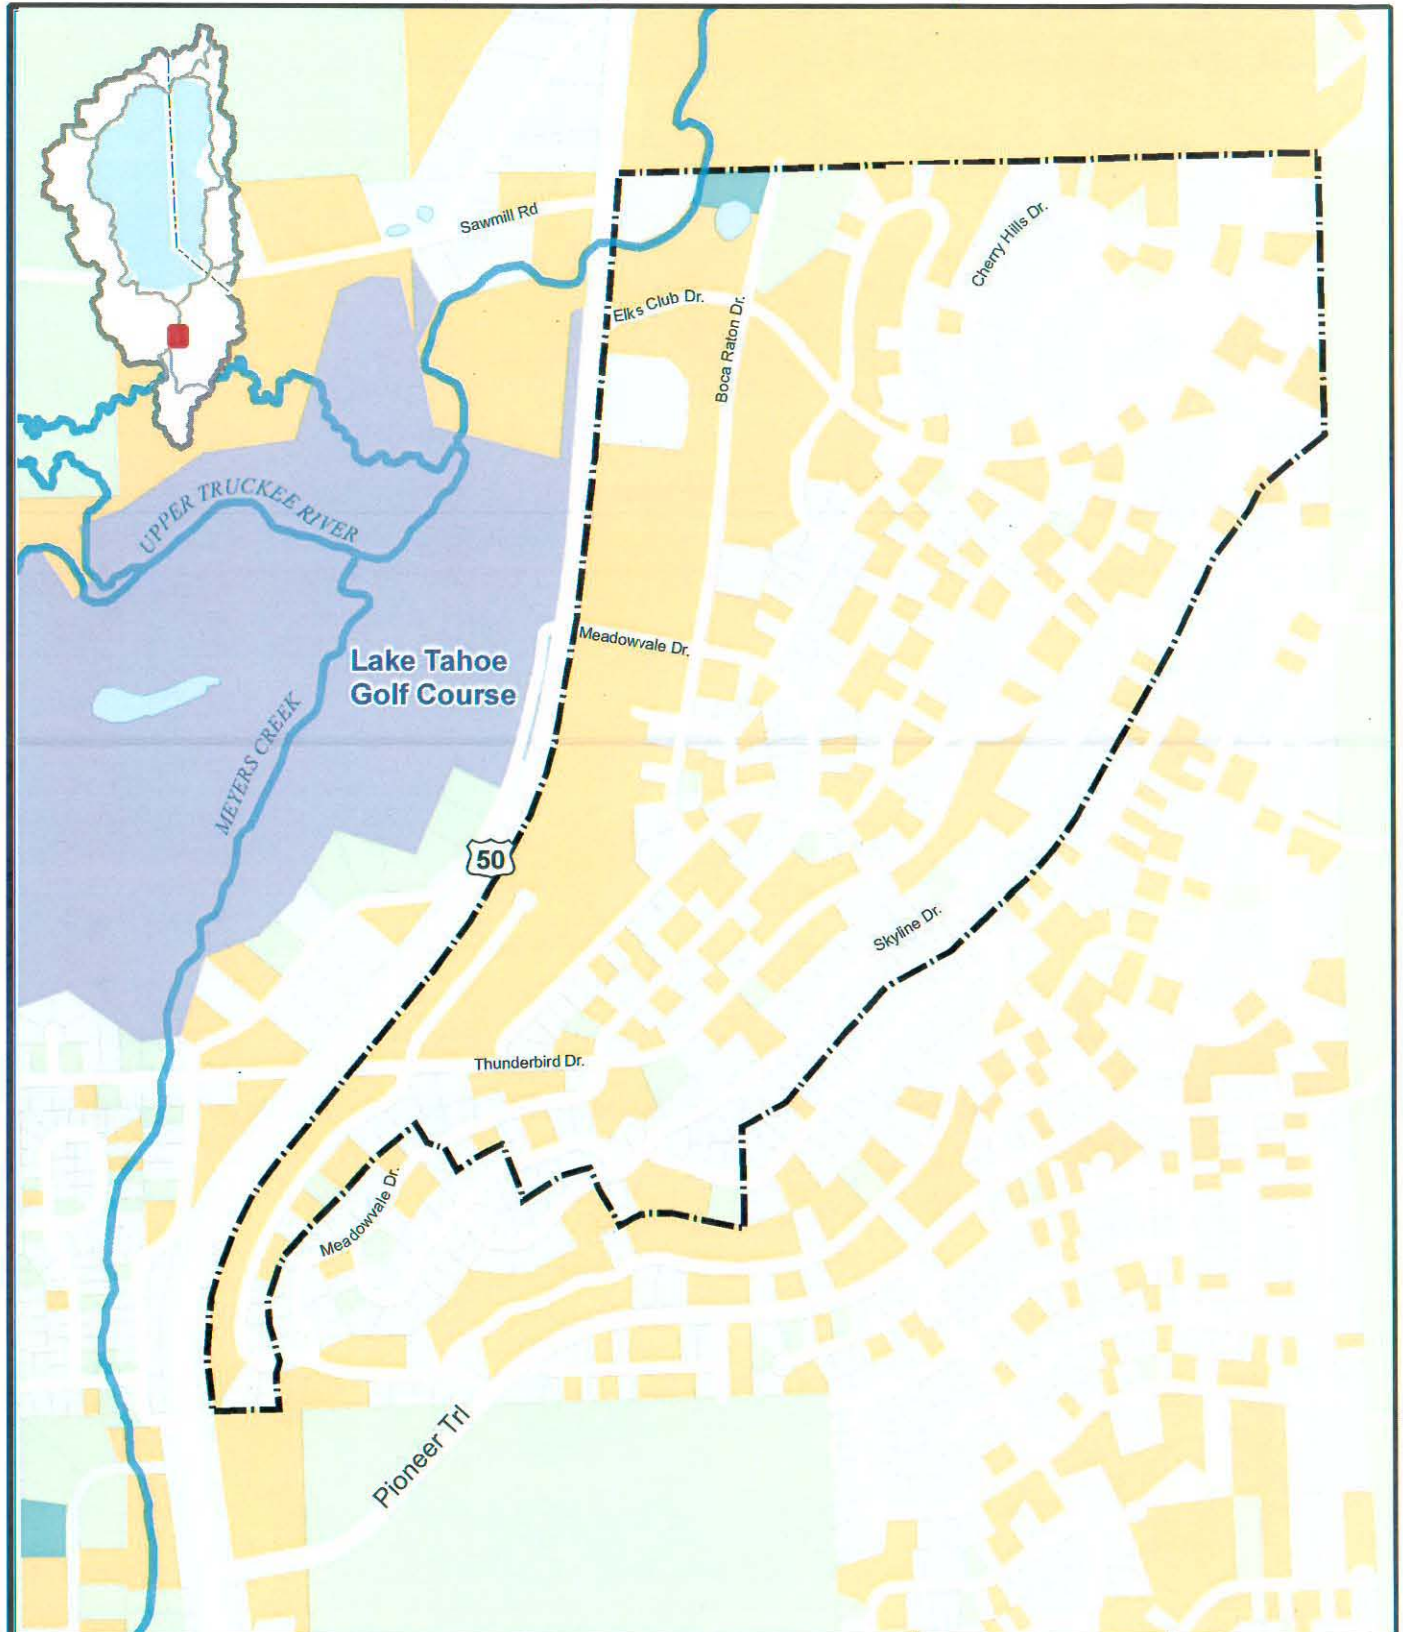 Sawmill Rd
Cherry Hills Dr.
Elks Club Dr.
Boca Raton Dr.
UPPER TRUCKEE RIVER
Meadowvale Dr.
Lake Tahoe
Golf Course
MEYERS CREEK
50
Skyline Dr.
Thunderbird Dr.
Meadowvale Dr.
Pioneer Trl